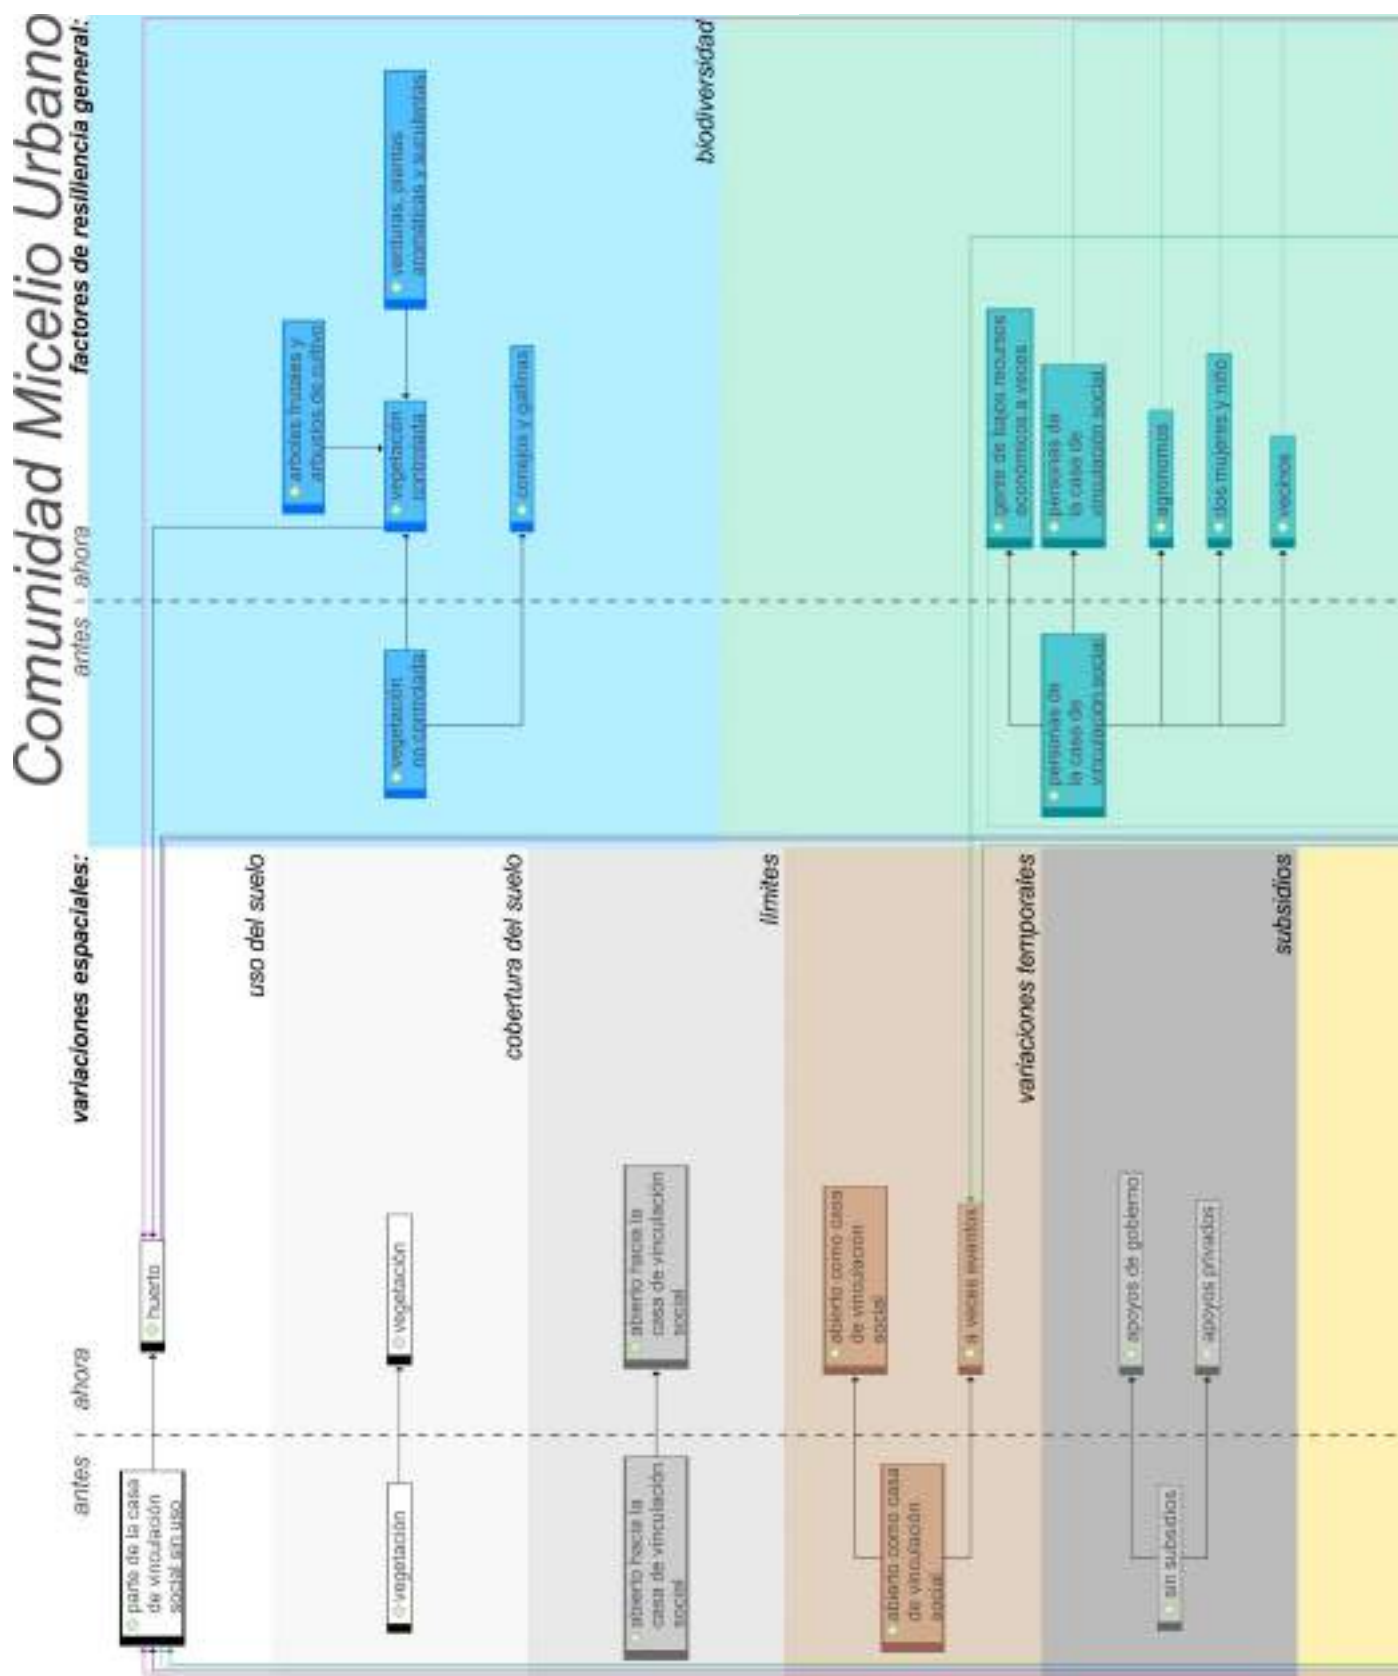 Comunidad Micelio Urbano
variaciones espaciales:
antes
ahora
parte de la casa
de vinculación
social sin uso
huerto
uso del suelo
vegetación
vegetación
cobertura del suelo
abierto hacia la
casa de vinculación
social
abierto hacia la
casa de vinculación
social
límites
abierto como casa
de vinculación
social
abierto como casa
de vinculación
social
a veces eventos
variaciones temporales
sin subsidios
apoyos de gobierno
apoyos privados
subsidios
factores de resiliencia general:
antes
ahora
vegetación
no controlada
árboles frutales y
arbustos de cultivo
vegetación
controlada
verduras, plantas
aromáticas y suculentas
conejos y gallinas
biodiversidad
personas de
la casa de
vinculación social
gente de bajos recursos
económicos a veces
personas de
la casa de
vinculación social
agronomos
dos mujeres y niño
vecinos